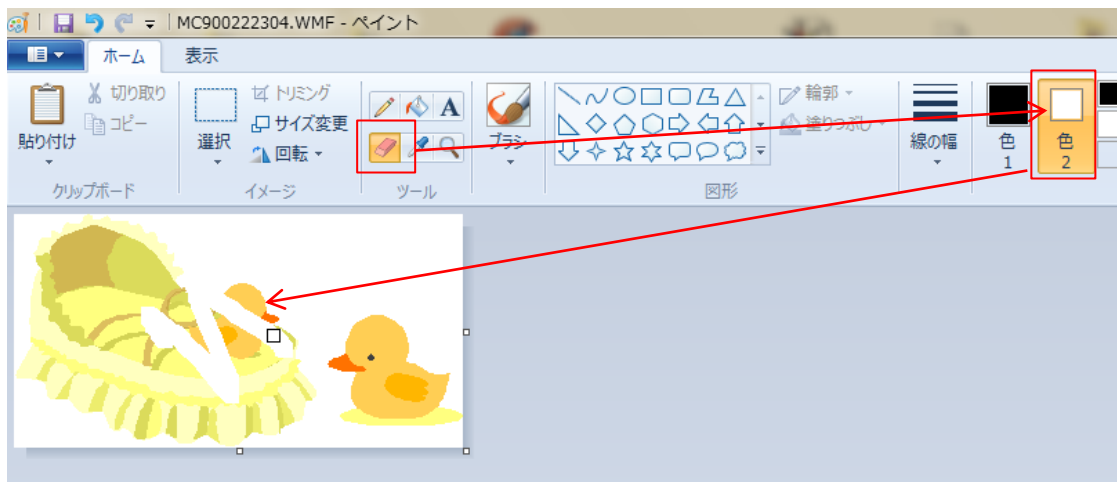 MC900222304.WMF - ペイント
ホーム 表示
貼り付け
切り取り
コピー
クリップボード
選択
トリミング
サイズ変更
回転
イメージ
A
ツール
ブラシ
輪郭
塗りつぶし
図形
線の幅
色
1
色
2